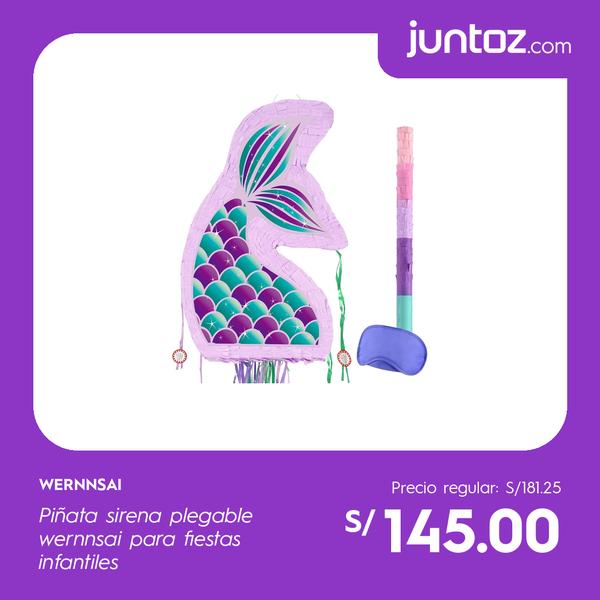 juntoz.com
WERNNSAI
Piñata sirena plegable
wernnsai para fiestas
infantiles
Precio regular: S/181.25
S/145.00